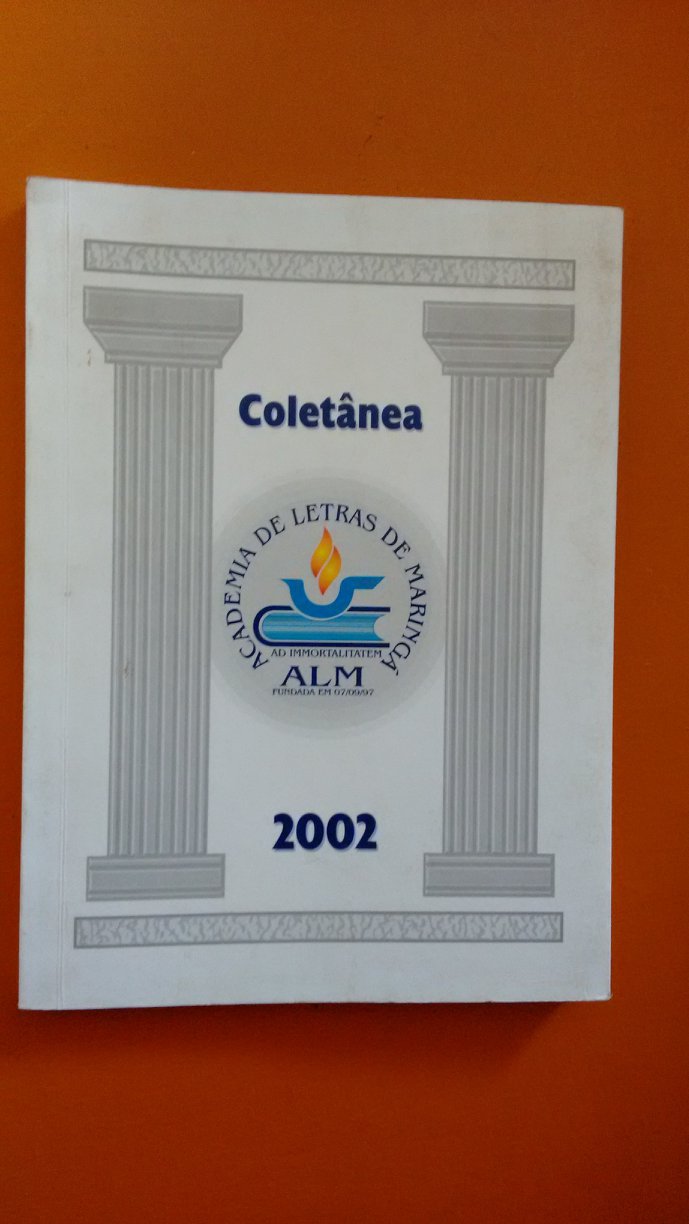 Coletânea
ACADEMIA DE LETRAS DE MARINGÁ
AD IMMORTALITATEM
ALM
FUNDADA EM 07/09/97
2002